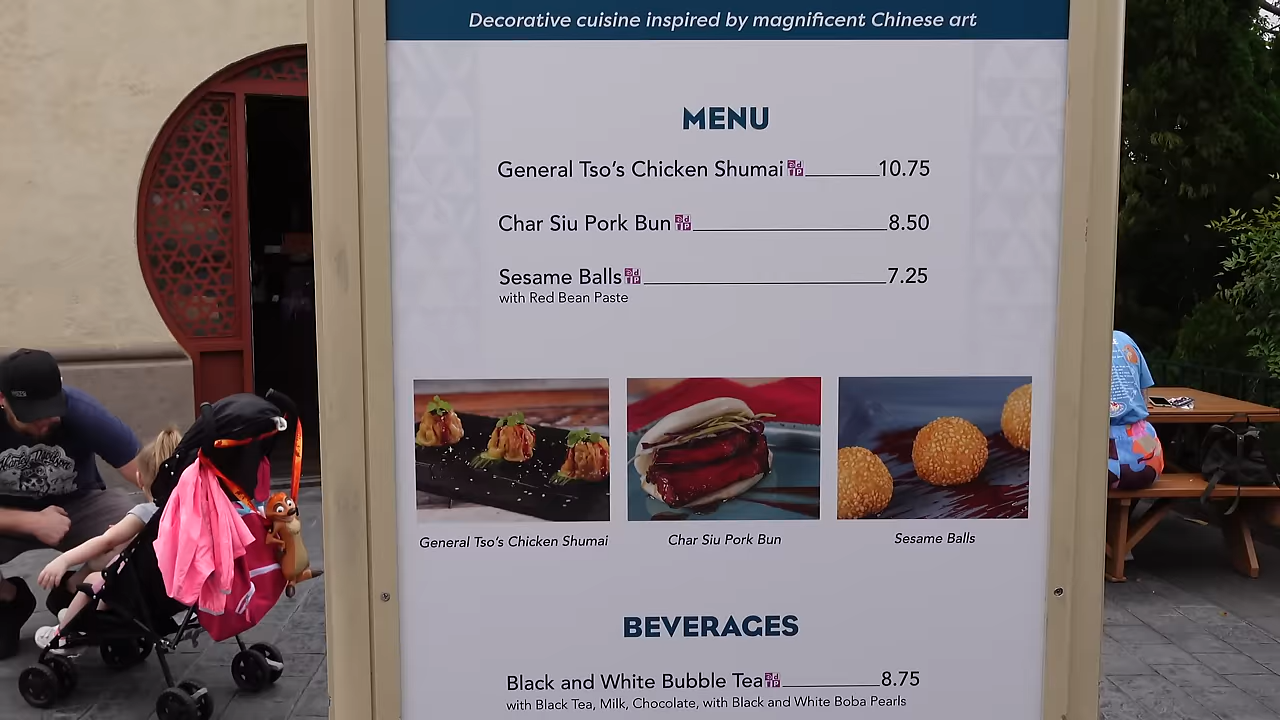 Decorative cuisine inspired by magnificent Chinese art
MENU
General Tso's Chicken Shumai 10.75
Char Siu Pork Bun 8.50
Sesame Balls 7.25
with Red Bean Paste
General Tso's Chicken Shumai
Char Siu Pork Bun
Sesame Balls
BEVERAGES
Black and White Bubble Tea 8.75
with Black Tea, Milk, Chocolate, with Black and White Boba Pearls